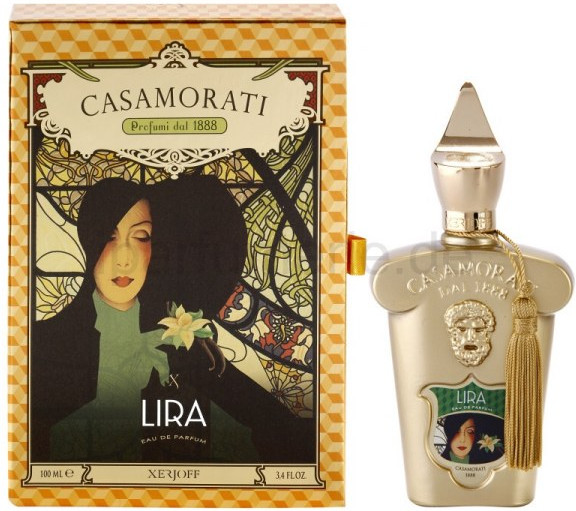 CASAMORATI
Profumi dal 1888
LIRA
EAU DE PARFUM
100 ML ℮
XERJOFF
3.4 FL.OZ.
CASAMORATI
DAL 1888
LIRA
EAU DE PARFUM
CASAMORATI
1888